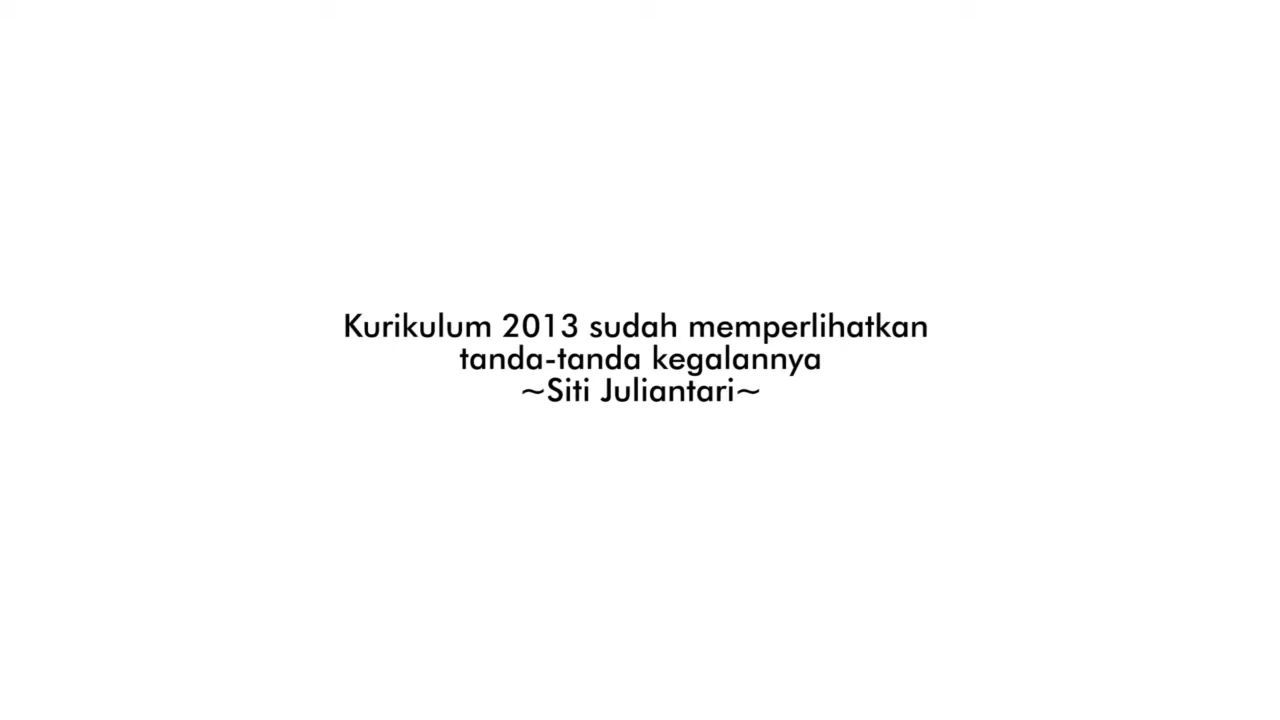 Kurikulum 2013 sudah memperlihatkan
tanda-tanda kegalannya
~Siti Juliantari~